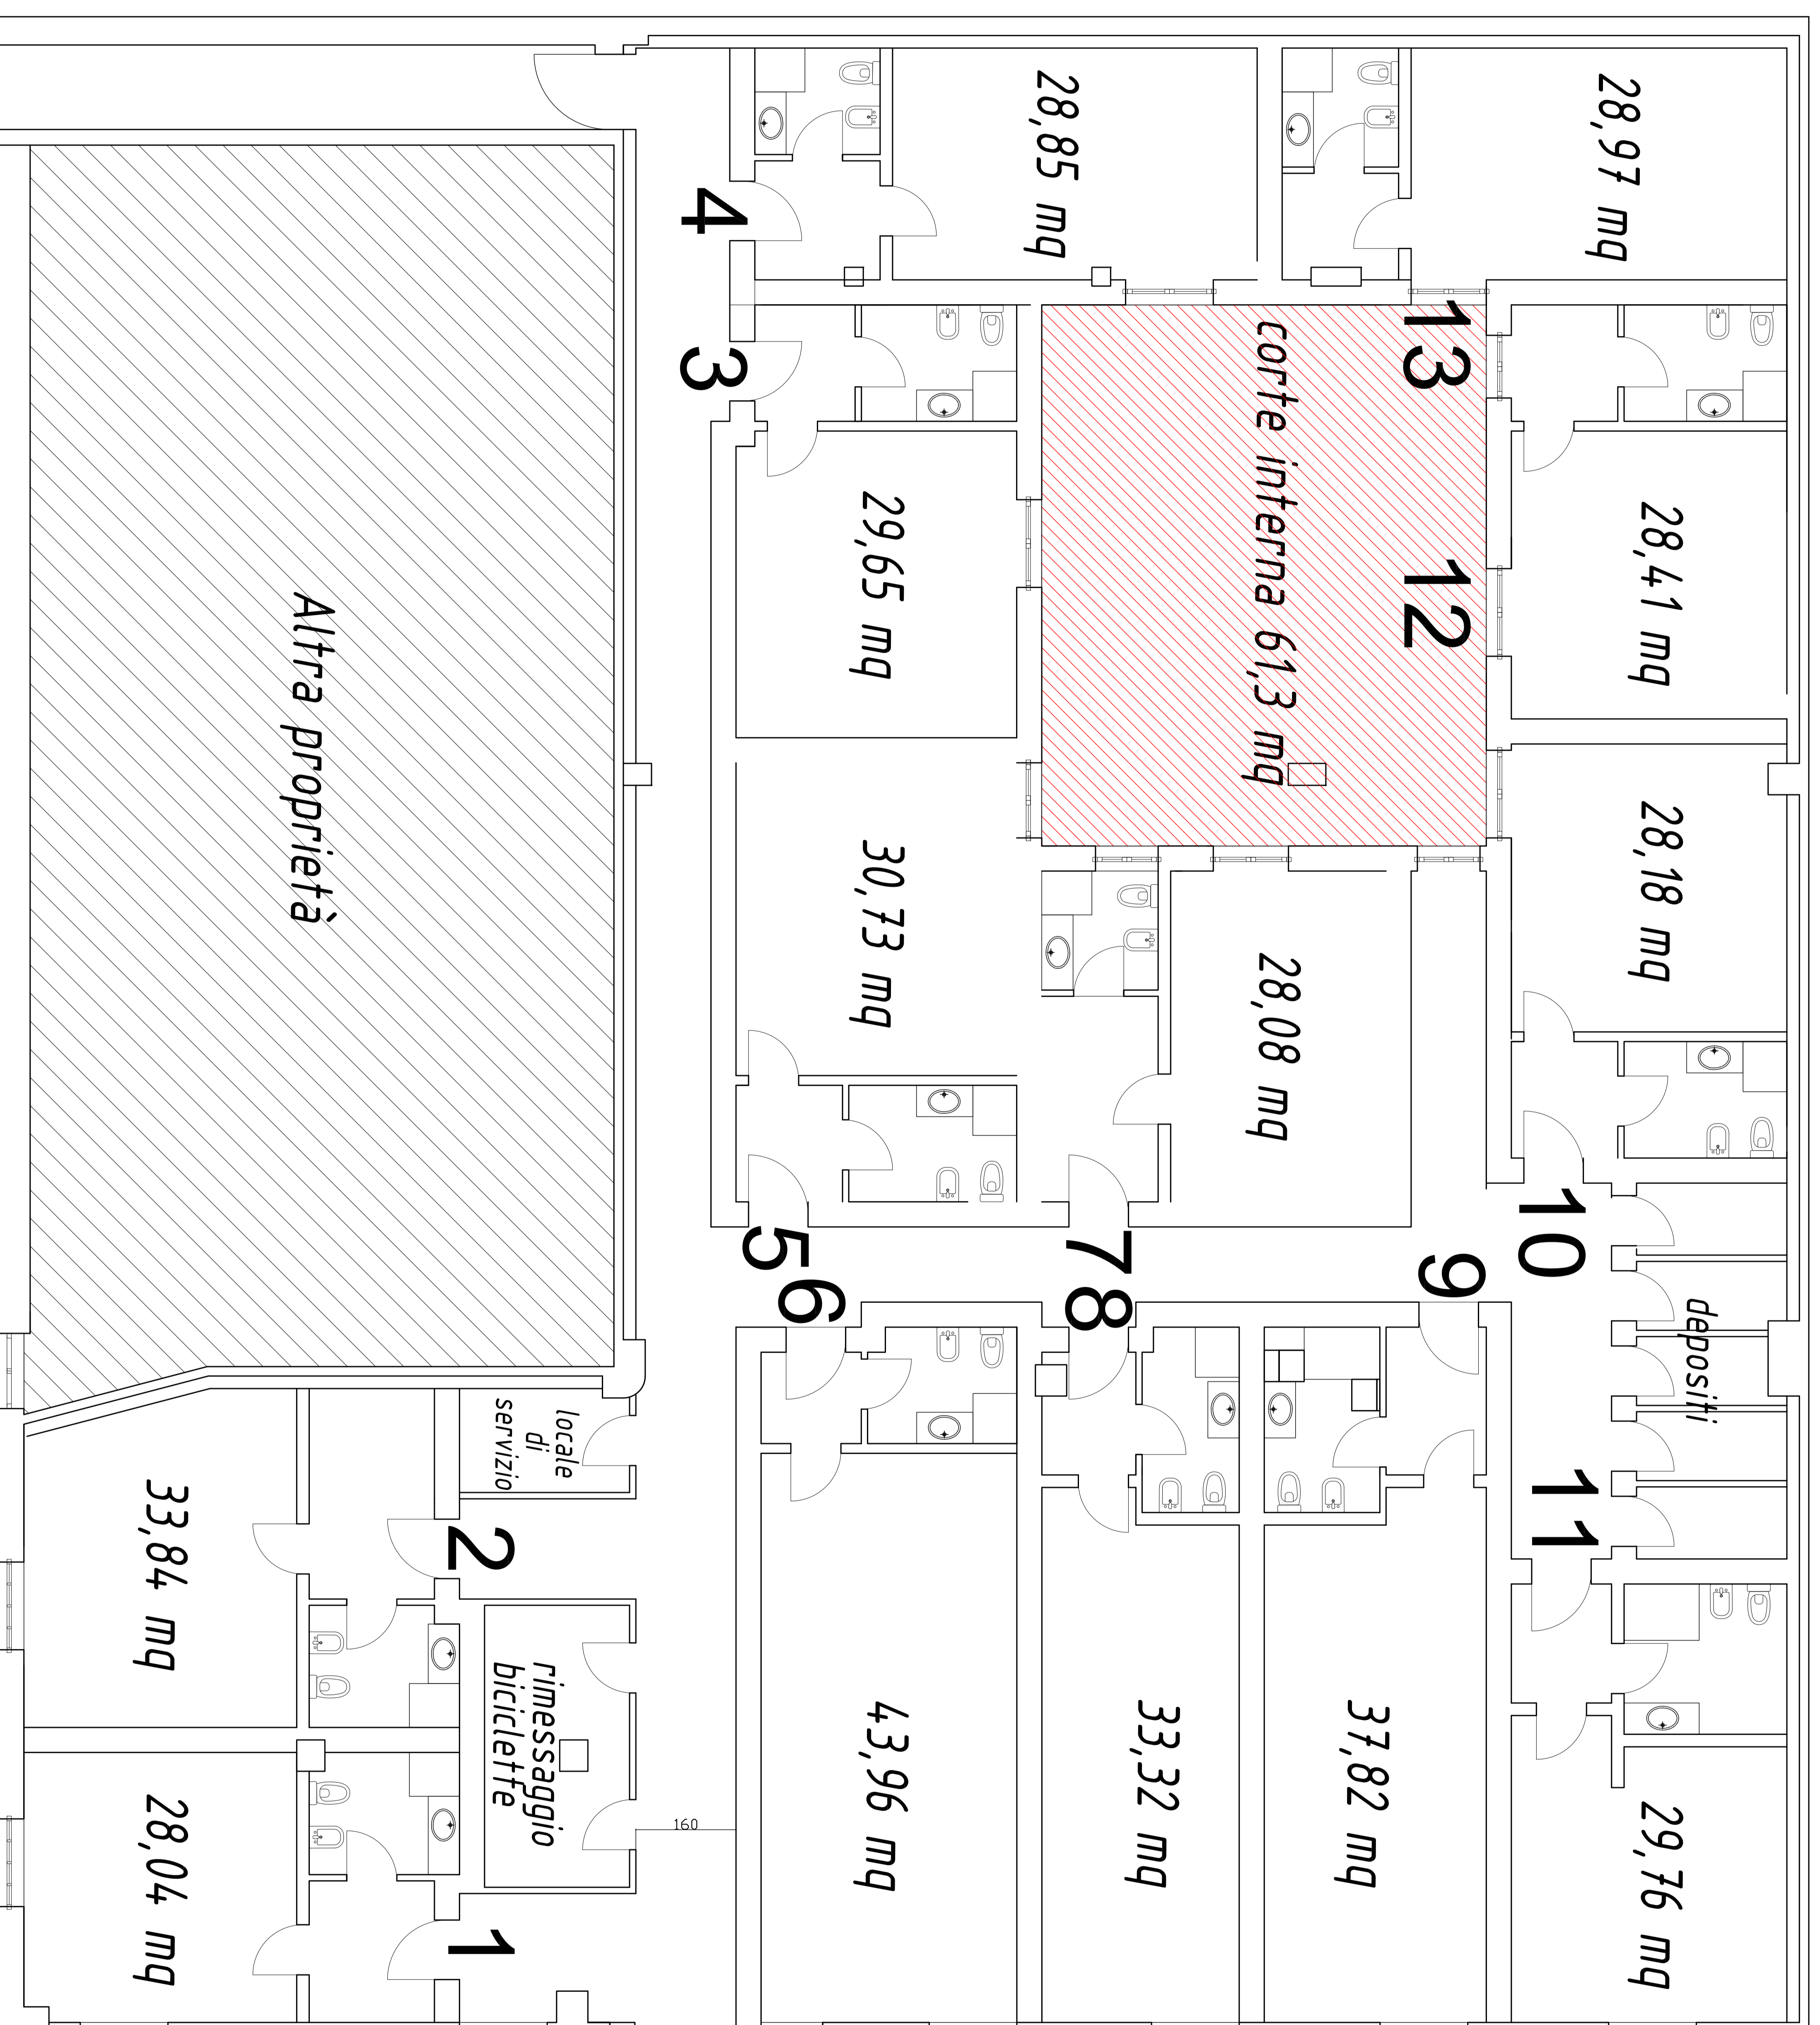 28,97 mq
28,41 mq
28,18 mq
depositi
29,76 mq
13
12
10
11
corte interna 61,3 mq
28,08 mq
9
37,82 mq
28,85 mq
7
8
33,32 mq
29,65 mq
30,73 mq
6
43,96 mq
4
3
5
160
locale
di
servizio
rimessaggio
biciclette
2
1
Altra proprietà
33,84 mq
28,04 mq